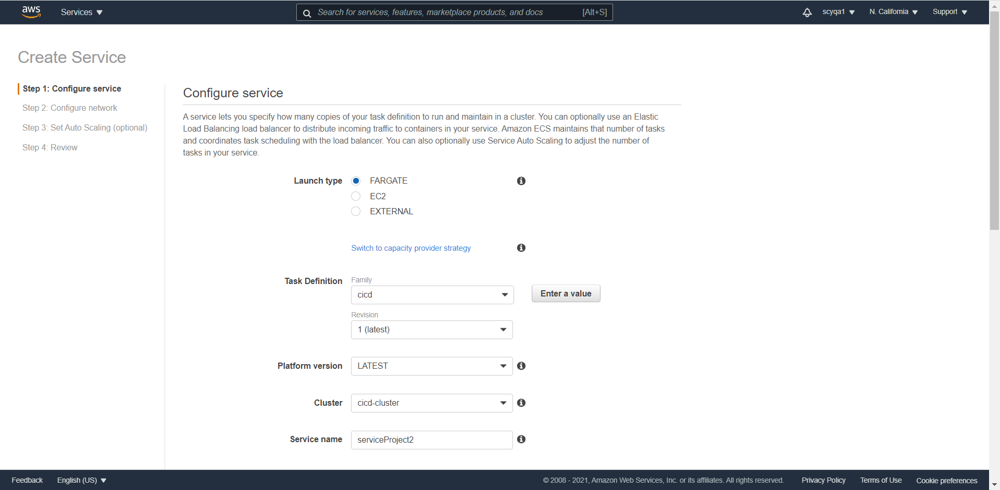 aws
Services
Search for services, features, marketplace products, and docs [Alt+S]
scyqa1
N. California
Support
Create Service
Step 1: Configure service
Step 2: Configure network
Step 3: Set Auto Scaling (optional)
Step 4: Review
Configure service
A service lets you specify how many copies of your task definition to run and maintain in a cluster. You can optionally use an Elastic
Load Balancing load balancer to distribute incoming traffic to containers in your service. Amazon ECS maintains that number of tasks
and coordinates task scheduling with the load balancer. You can also optionally use Service Auto Scaling to adjust the number of
tasks in your service.
Launch type
FARGATE
EC2
EXTERNAL
Switch to capacity provider strategy
Task Definition
Family
cicd
Enter a value
Revision
1 (latest)
Platform version
LATEST
Cluster
cicd-cluster
Service name
serviceProject2
Feedback
English (US)
© 2008 - 2021, Amazon Web Services, Inc. or its affiliates. All rights reserved.
Privacy Policy
Terms of Use
Cookie preferences